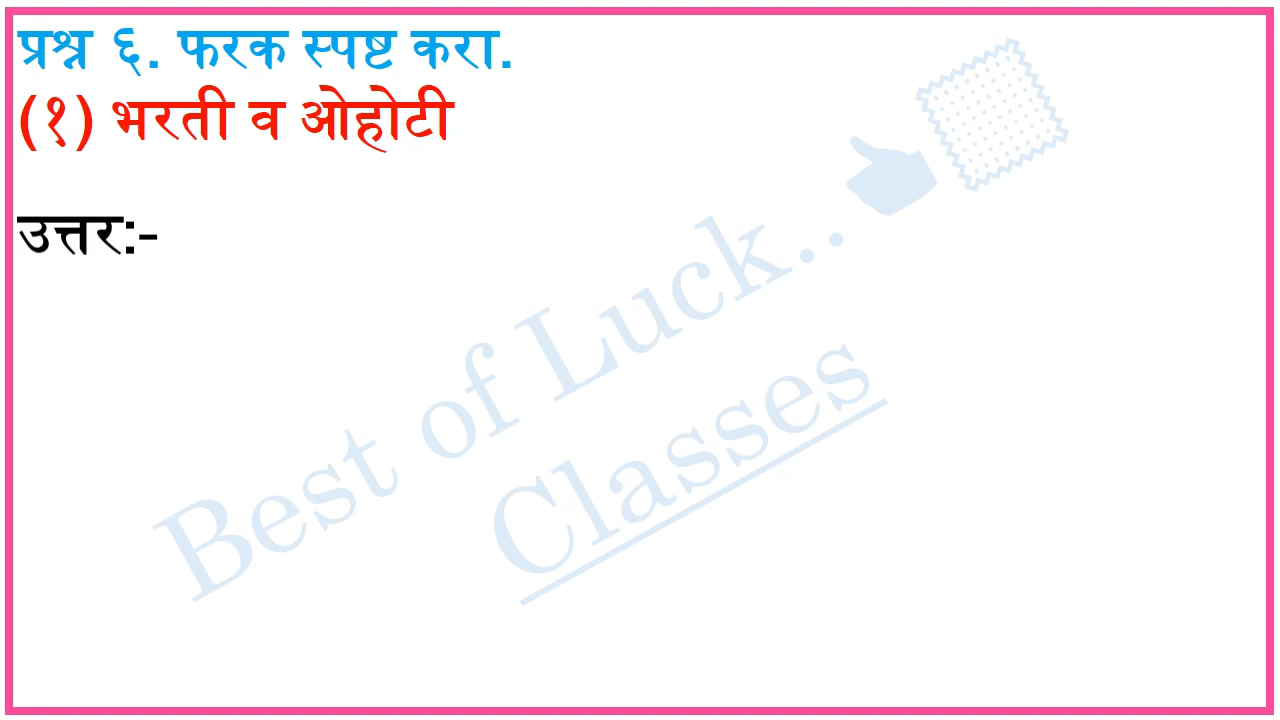 प्रश्न ६. फरक स्पष्ट करा.
(१) भरती व ओहोटी
उत्तर:-
Best of Luck..
Classes